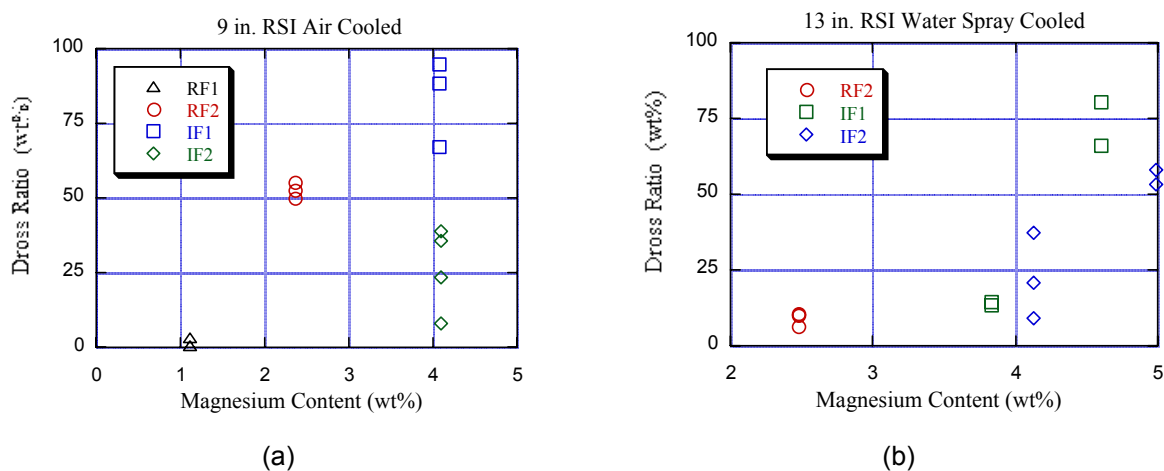 9 in. RSI Air Cooled
100
75
50
25
0
0 1 2 3 4 5
Dross Ratio (wt%)
Magnesium Content (wt%)
RF1
RF2
IF1
IF2
(a)
13 in. RSI Water Spray Cooled
100
75
50
25
0
2 3 4 5
Dross Ratio (wt%)
Magnesium Content (wt%)
RF2
IF1
IF2
(b)